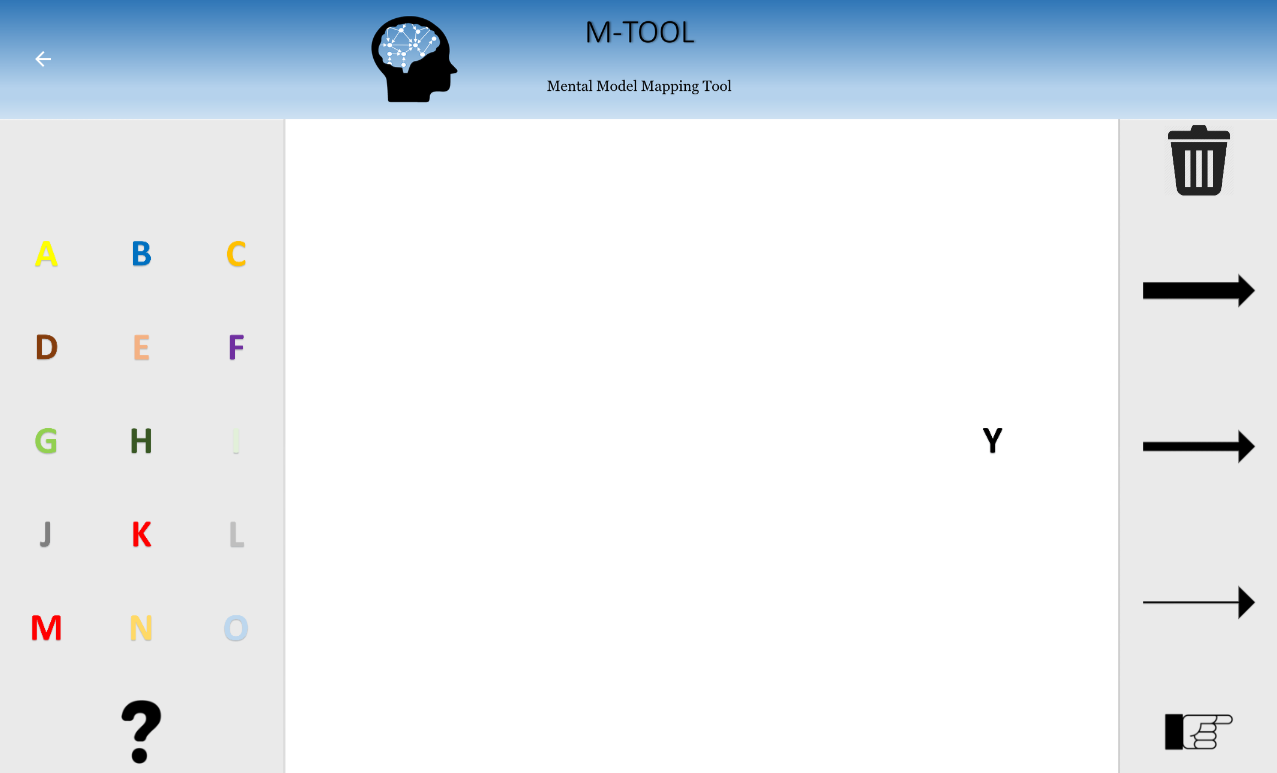 M-TOOL
Mental Model Mapping Tool
A B C
D E F
G H I
Y
J K L
M N O
?